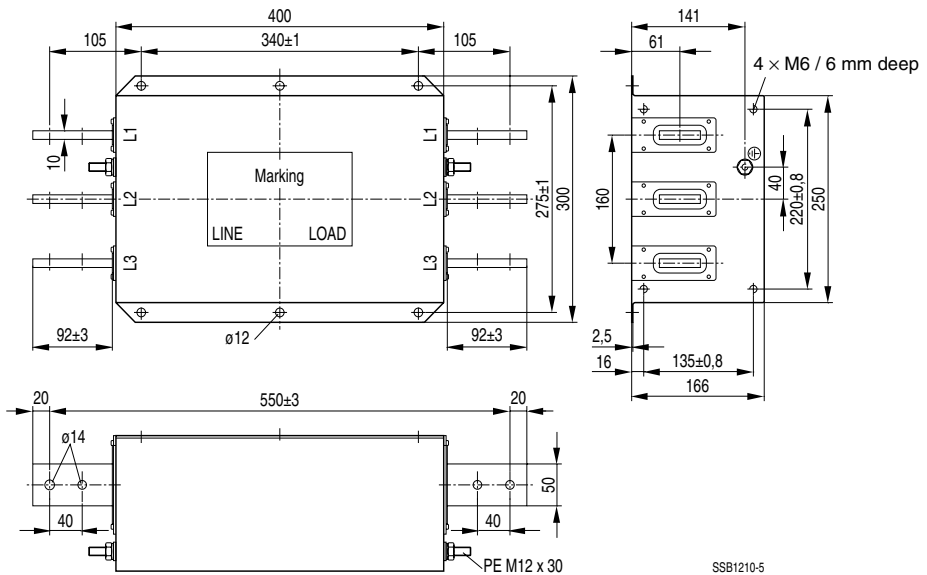 400
141
105
340±1
105
61
4 × M6 / 6 mm deep
L1
L1
10
Marking
L2
L2
275±1
300
160
40
220±0,8
250
LINE
LOAD
L3
L3
92±3
ø12
92±3
2,5
16
135±0,8
166
20
550±3
20
ø14
50
40
40
PE M12 x 30
SSB1210-5